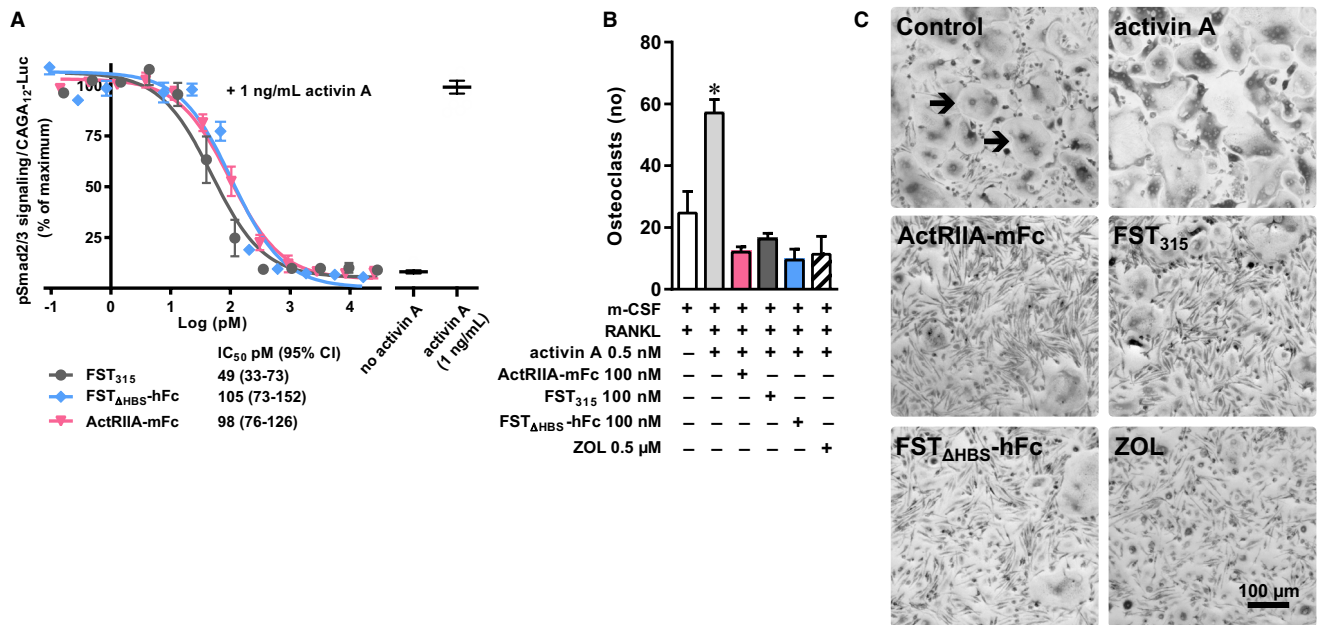 A
pSmad2/3 signaling/CAGA12-Luc
(% of maximum)
100
75
50
25
-1
0
1
2
3
4
Log (pM)
+ 1 ng/mL activin A
no activin A
activin A
(1 ng/mL)
IC50 pM (95% CI)
FST315 49 (33-73)
FSTΔHBS-hFc 105 (73-152)
ActRIIA-mFc 98 (76-126)
B
Osteoclasts (no)
80
60
40
20
0
*
m-CSF + + + + + +
RANKL + + + + + +
activin A 0.5 nM – + + + + +
ActRIIA-mFc 100 nM – – + – – –
FST315 100 nM – – – + – –
FSTΔHBS-hFc 100 nM – – – – + –
ZOL 0.5 µM – – – – – +
C
Control
activin A
ActRIIA-mFc
FST315
FSTΔHBS-hFc
ZOL
100 µm